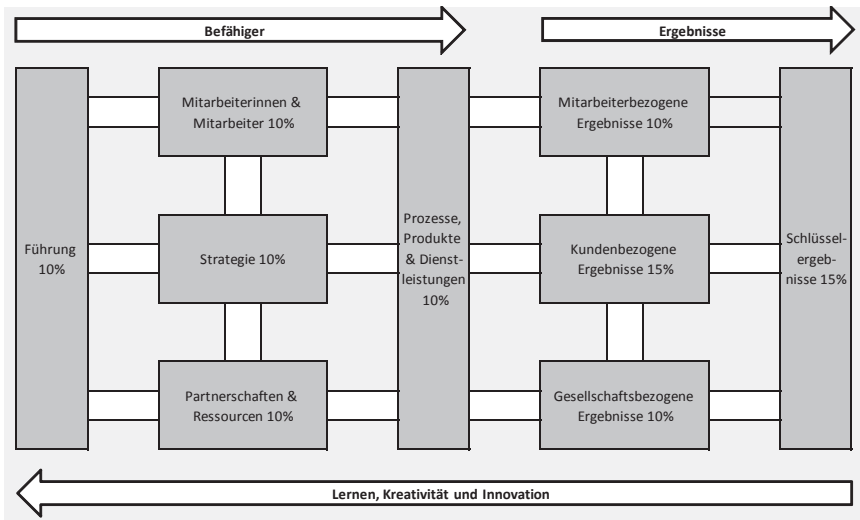 Befähiger
Ergebnisse
Führung
10%
Mitarbeiterinnen &
Mitarbeiter 10%
Strategie 10%
Partnerschaften &
Ressourcen 10%
Prozesse,
Produkte
& Dienst-
leistungen
10%
Mitarbeiterbezogene
Ergebnisse 10%
Kundenbezogene
Ergebnisse 15%
Gesellschaftsbezogene
Ergebnisse 10%
Schlüssel-
ergeb-
nisse 15%
Lernen, Kreativität und Innovation